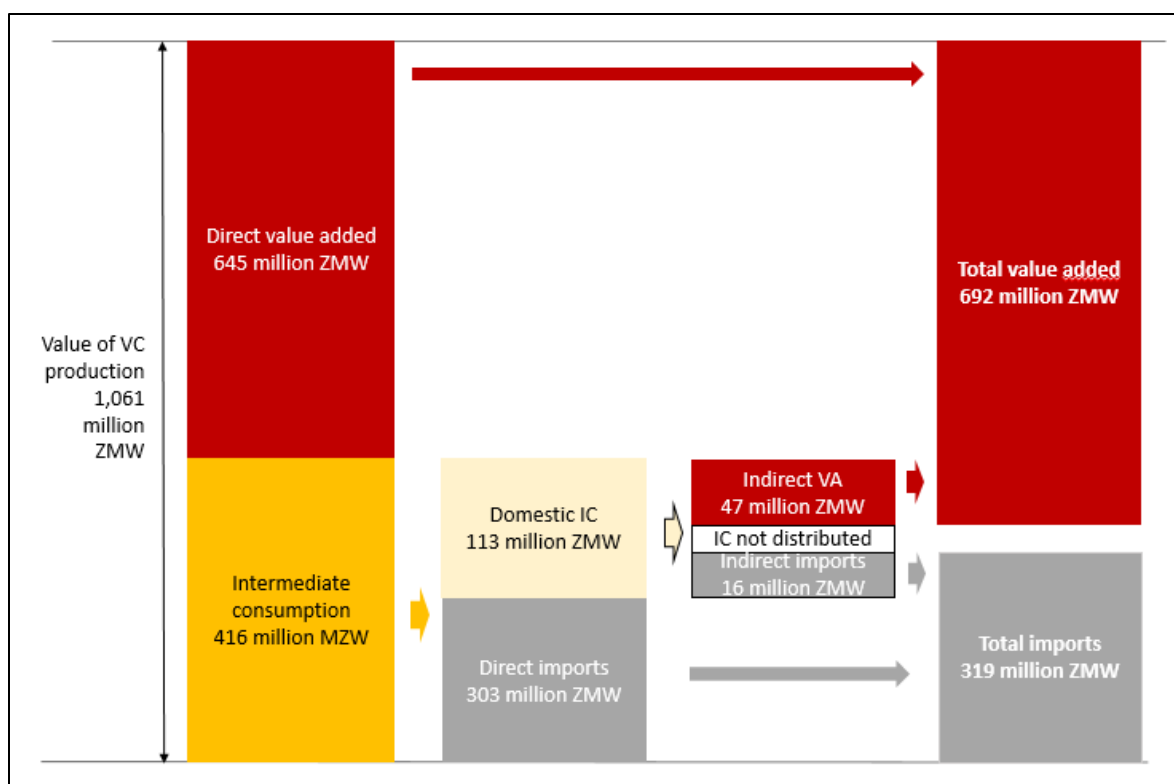 Value of VC
production
1,061
million
ZMW
Direct value added
645 million ZMW
Intermediate
consumption
416 million MZW
Domestic IC
113 million ZMW
Direct imports
303 million ZMW
Indirect VA
47 million ZMW
IC not distributed
Indirect imports
16 million ZMW
Total value added
692 million ZMW
Total imports
319 million ZMW